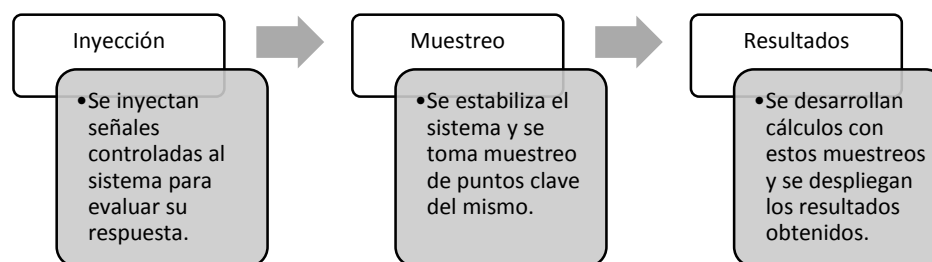 Inyección
•Se inyectan
señales
controladas al
sistema para
evaluar su
respuesta.
Muestreo
•Se estabiliza el
sistema y se
toma muestreo
de puntos clave
del mismo.
Resultados
•Se desarrollan
cálculos con
estos muestreos
y se despliegan
los resultados
obtenidos.